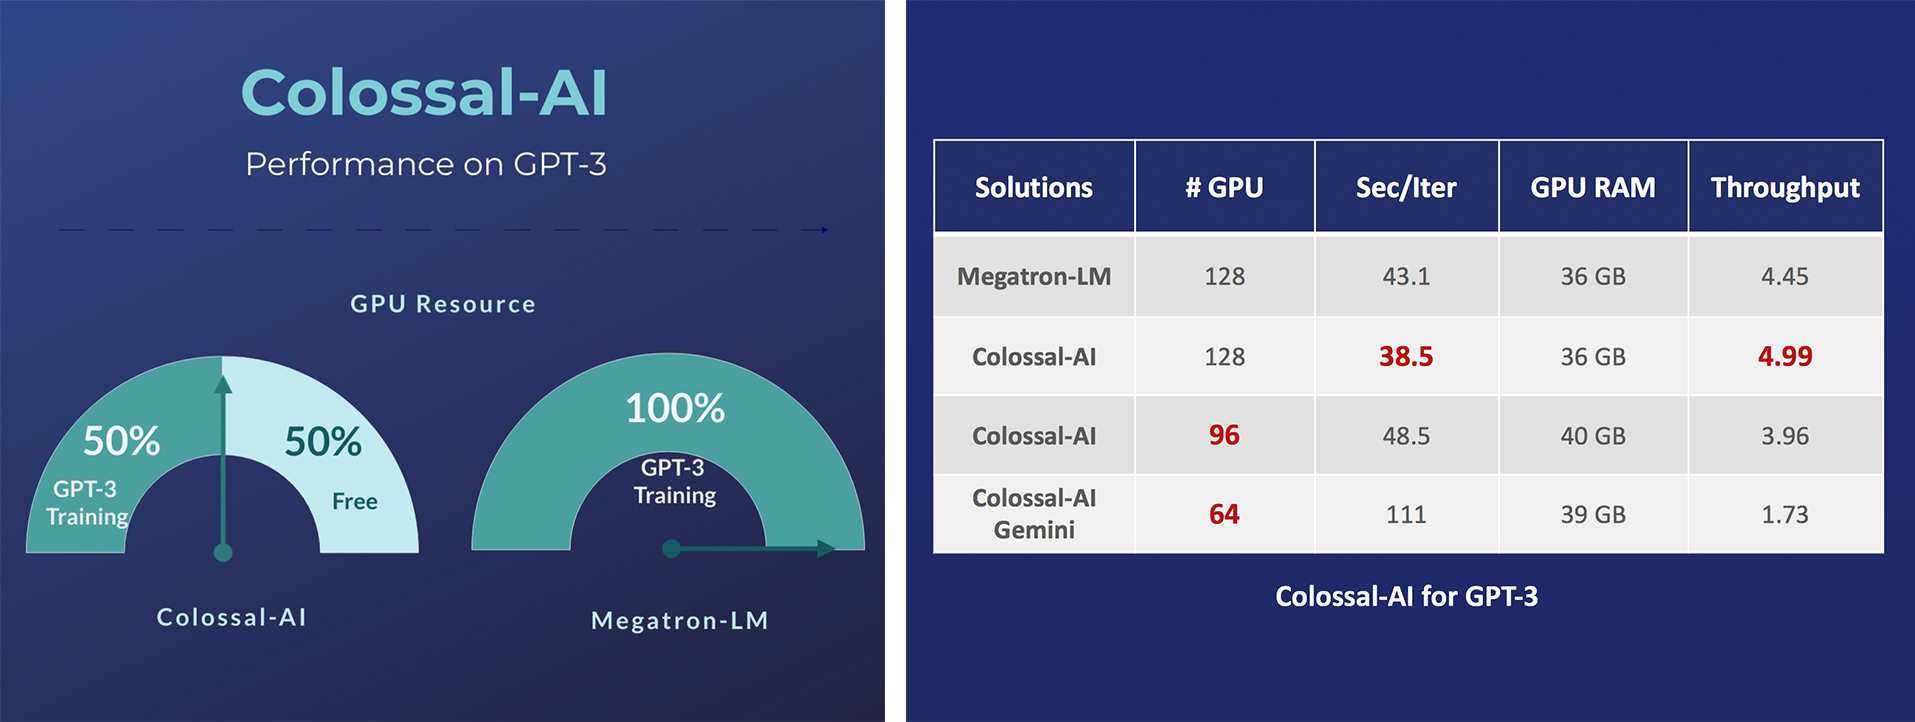 Colossal-AI
Performance on GPT-3
GPU Resource
50%
GPT-3
Training
50%
Free
Colossal-AI
100%
GPT-3
Training
Megatron-LM
Solutions # GPU Sec/Iter GPU RAM Throughput
Megatron-LM 128 43.1 36 GB 4.45
Colossal-AI 128 38.5 36 GB 4.99
Colossal-AI 96 48.5 40 GB 3.96
Colossal-AI
Gemini 64 111 39 GB 1.73
Colossal-AI for GPT-3